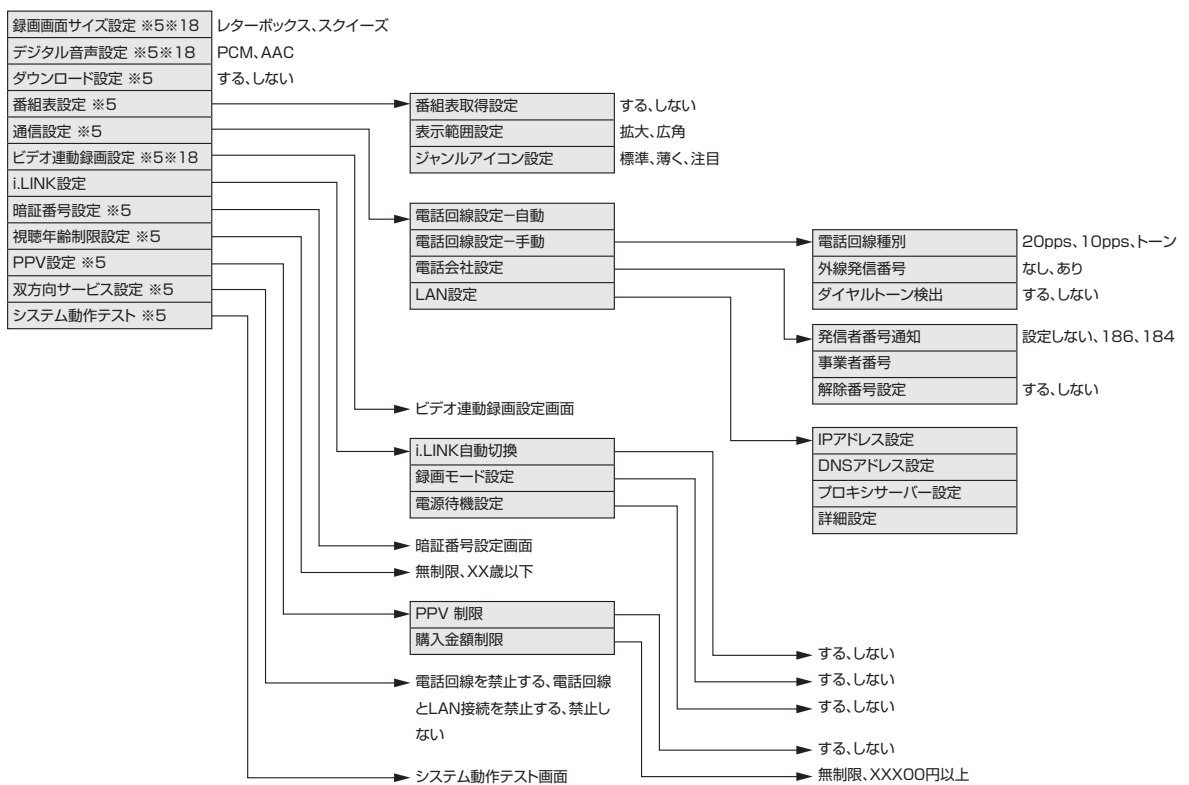 録画画面サイズ設定 ※5※18 レターボックス、スクイーズ
デジタル音声設定 ※5※18 PCM、AAC
ダウンロード設定 ※5 する、しない
番組表設定 ※5
通信設定 ※5
ビデオ連動録画設定 ※5※18
i.LINK設定
暗証番号設定 ※5
視聴年齢制限設定 ※5
PPV設定 ※5
双方向サービス設定 ※5
システム動作テスト ※5
番組表取得設定 する、しない
表示範囲設定 拡大、広角
ジャンルアイコン設定 標準、薄く、注目
電話回線設定−自動
電話回線設定−手動
電話会社設定
LAN設定
電話回線種別 20pps、10pps、トーン
外線発信番号 なし、あり
ダイヤルトーン検出 する、しない
発信者番号通知 設定しない、186、184
事業者番号
解除番号設定 する、しない
IPアドレス設定
DNSアドレス設定
プロキシサーバー設定
詳細設定
ビデオ連動録画設定画面
i.LINK自動切換
録画モード設定
電源待機設定
暗証番号設定画面
無制限、XX歳以下
PPV 制限
購入金額制限
電話回線を禁止する、電話回線
とLAN接続を禁止する、禁止し
ない
システム動作テスト画面
する、しない
する、しない
する、しない
する、しない
無制限、XXX00円以上